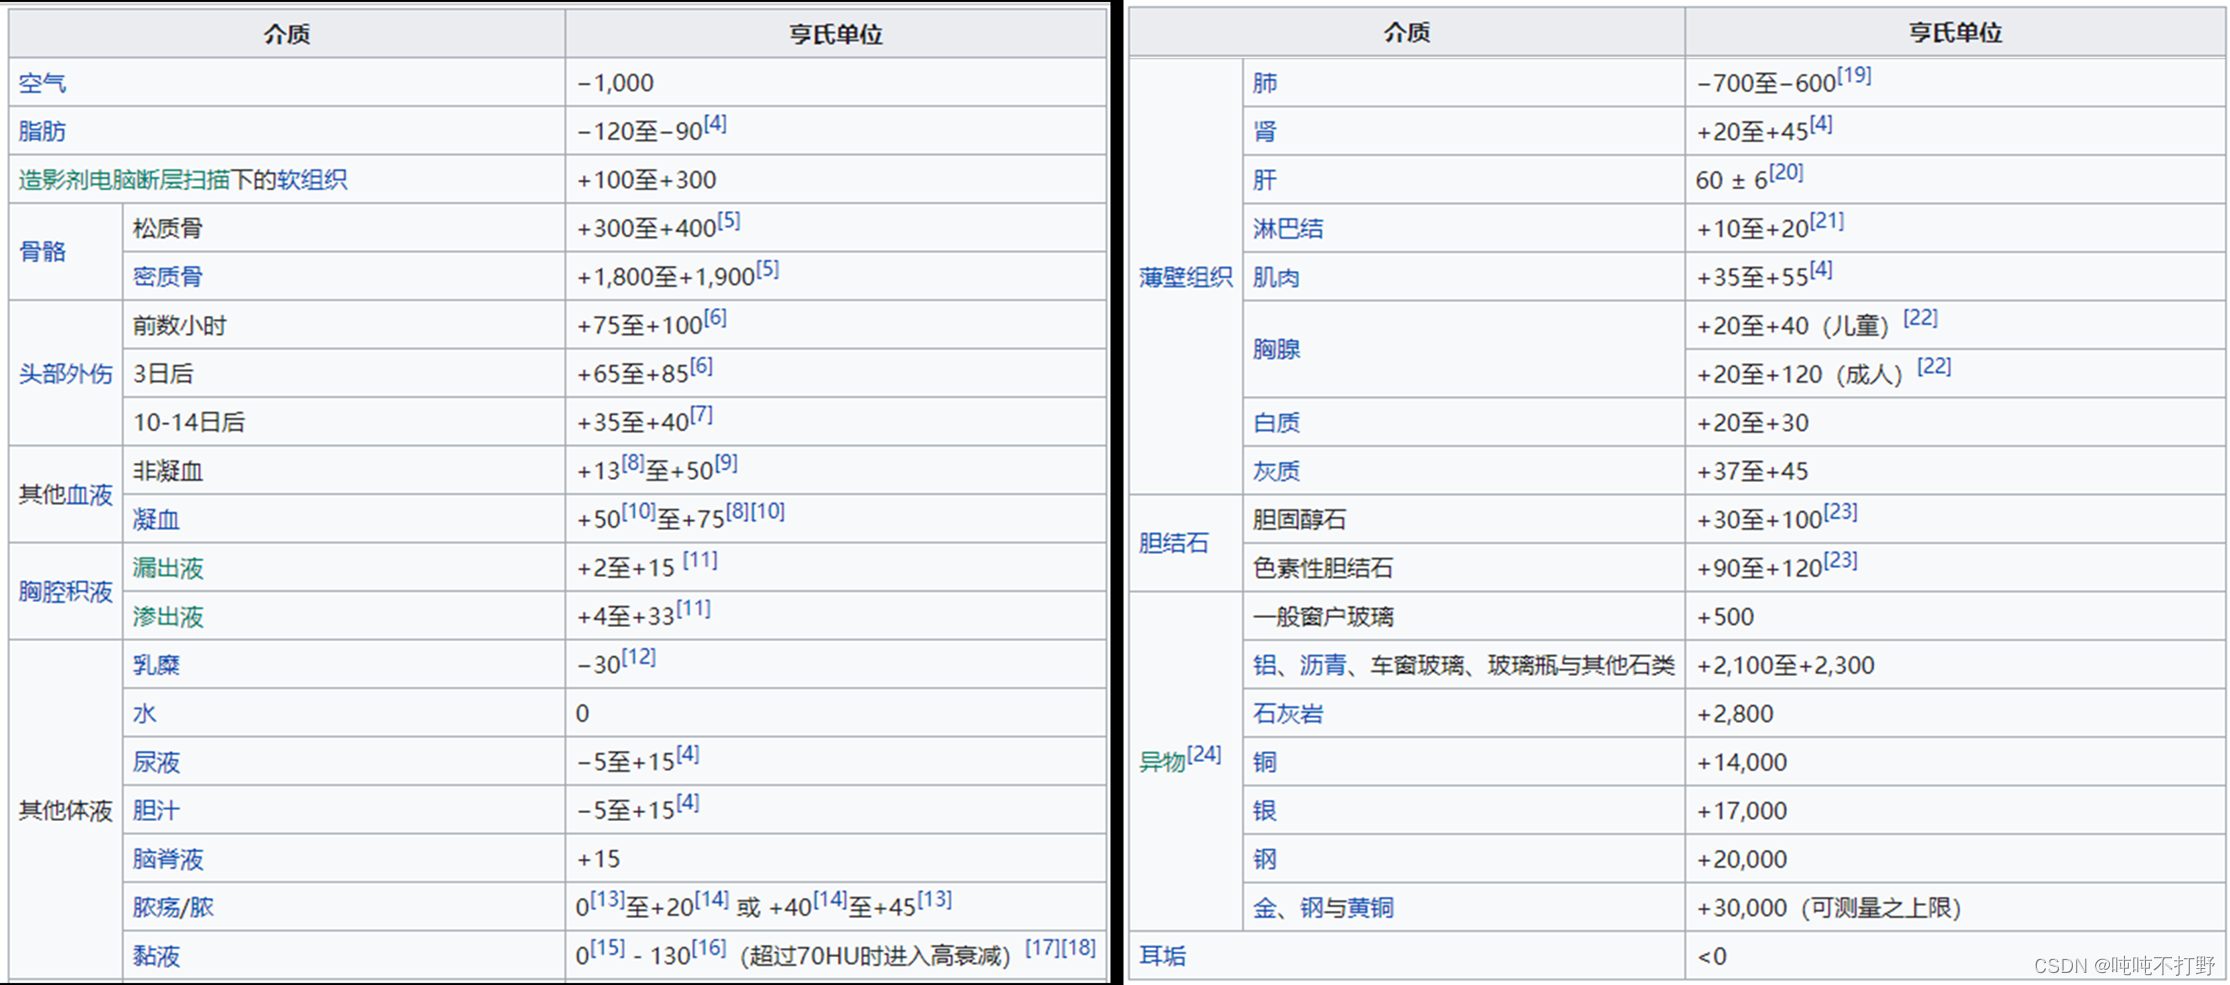 介质 亨氏单位
空气 −1,000
脂肪 −120至−90[4]
造影剂电脑断层扫描下的软组织 +100至+300
骨骼 松质骨 +300至+400[5]
密质骨 +1,800至+1,900[5]
头部外伤 前数小时 +75至+100[6]
3日后 +65至+85[6]
10-14日后 +35至+40[7]
其他血液 非凝血 +13[8]至+50[9]
凝血 +50[10]至+75[8][10]
胸腔积液 漏出液 +2至+15 [11]
渗出液 +4至+33[11]
其他体液 乳糜 −30[12]
水 0
尿液 −5至+15[4]
胆汁 −5至+15[4]
脑脊液 +15
脓疡/脓 0[13]至+20[14] 或 +40[14]至+45[13]
黏液 0[15] - 130[16]（超过70HU时进入高衰减）[17][18]
介质 亨氏单位
薄壁组织 肺 −700至−600[19]
肾 +20至+45[4]
肝 60 ± 6[20]
淋巴结 +10至+20[21]
肌肉 +35至+55[4]
胸腺 +20至+40（儿童）[22]
+20至+120（成人）[22]
白质 +20至+30
灰质 +37至+45
胆结石 胆固醇石 +30至+100[23]
色素性胆结石 +90至+120[23]
异物[24] 一般窗户玻璃 +500
铝、沥青、车窗玻璃、玻璃瓶与其他石类 +2,100至+2,300
石灰岩 +2,800
铜 +14,000
银 +17,000
钢 +20,000
金、钢与黄铜 +30,000（可测量之上限）
耳垢 <0
CSDN @吨吨不打野